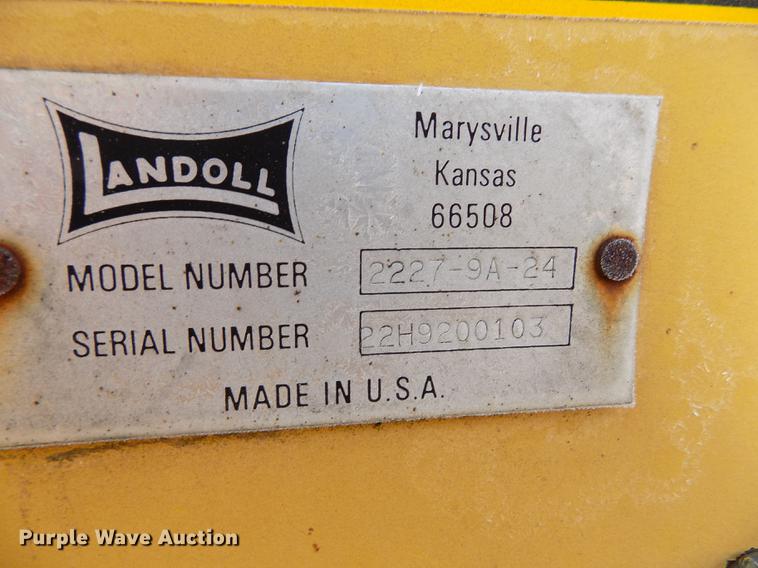 LANDOLL
Marysville
Kansas
66508
MODEL NUMBER 2227-9A-24
SERIAL NUMBER 22H9200103
MADE IN U.S.A.
Purple Wave Auction